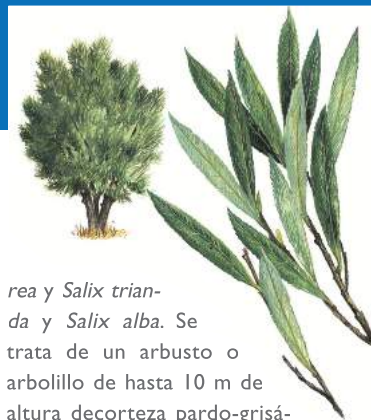 rea y Salix trian-
da y Salix alba. Se
trata de un arbusto o
arbolillo de hasta 10 m de
altura decorteza pardo-grisá-